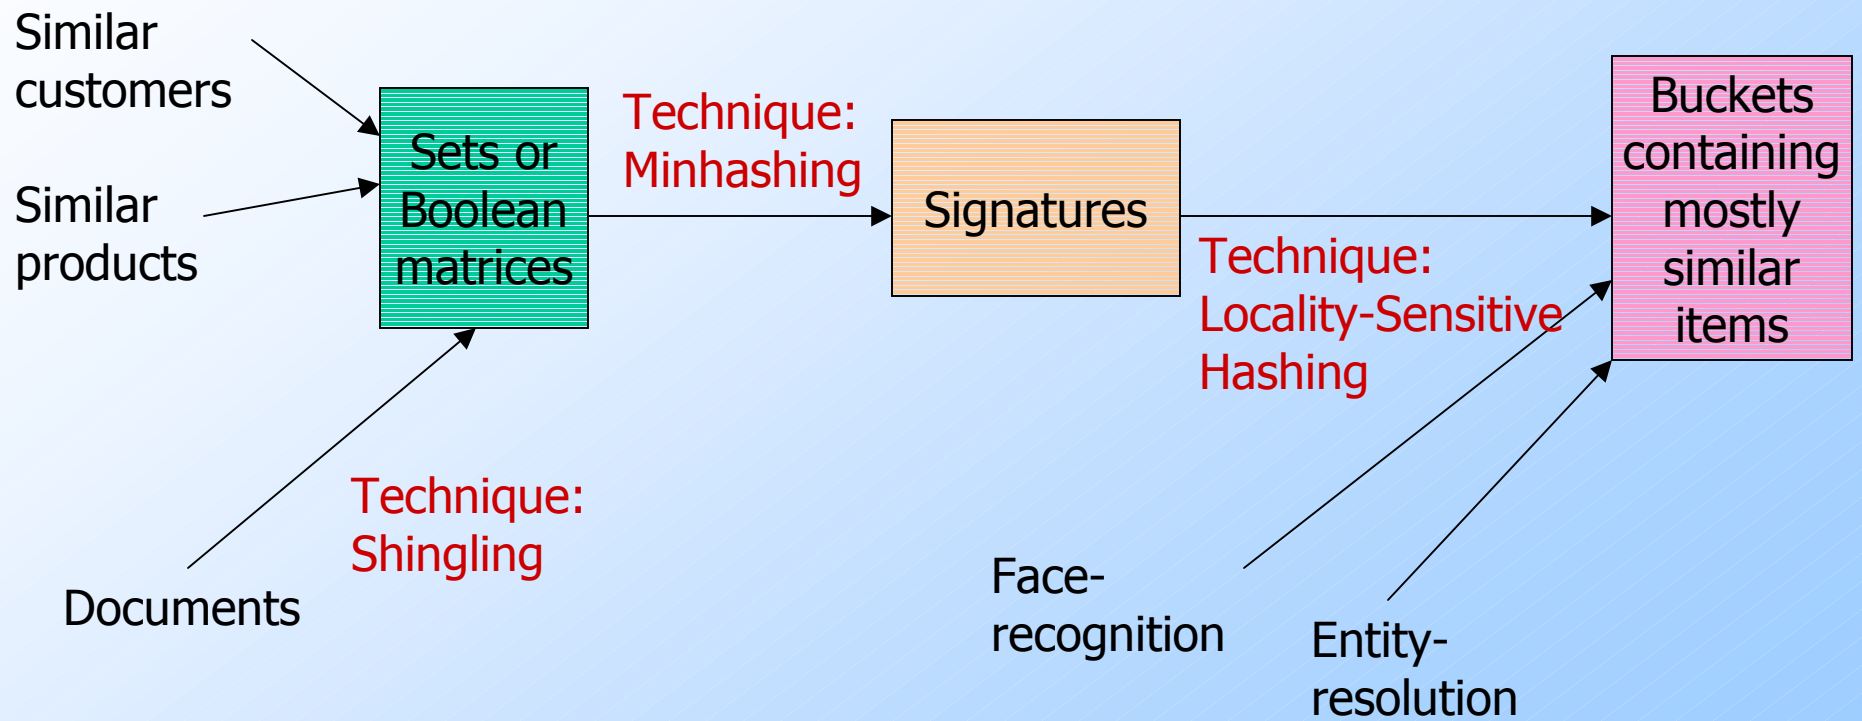 Similar
customers
Similar
products
Documents
Technique:
Shingling
Sets or
Boolean
matrices
Technique:
Minhashing
Signatures
Technique:
Locality-Sensitive
Hashing
Face-
recognition
Entity-
resolution
Buckets
containing
mostly
similar
items